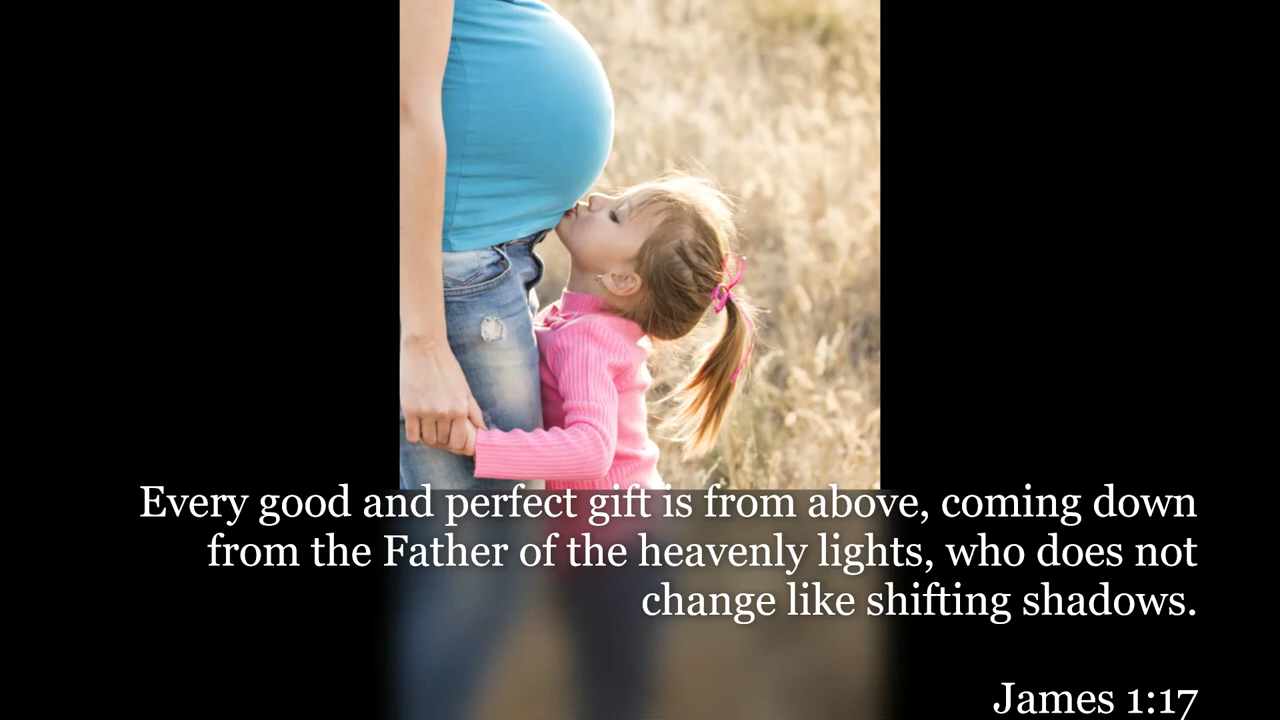 Every good and perfect gift is from above, coming down
from the Father of the heavenly lights, who does not
change like shifting shadows.
James 1:17